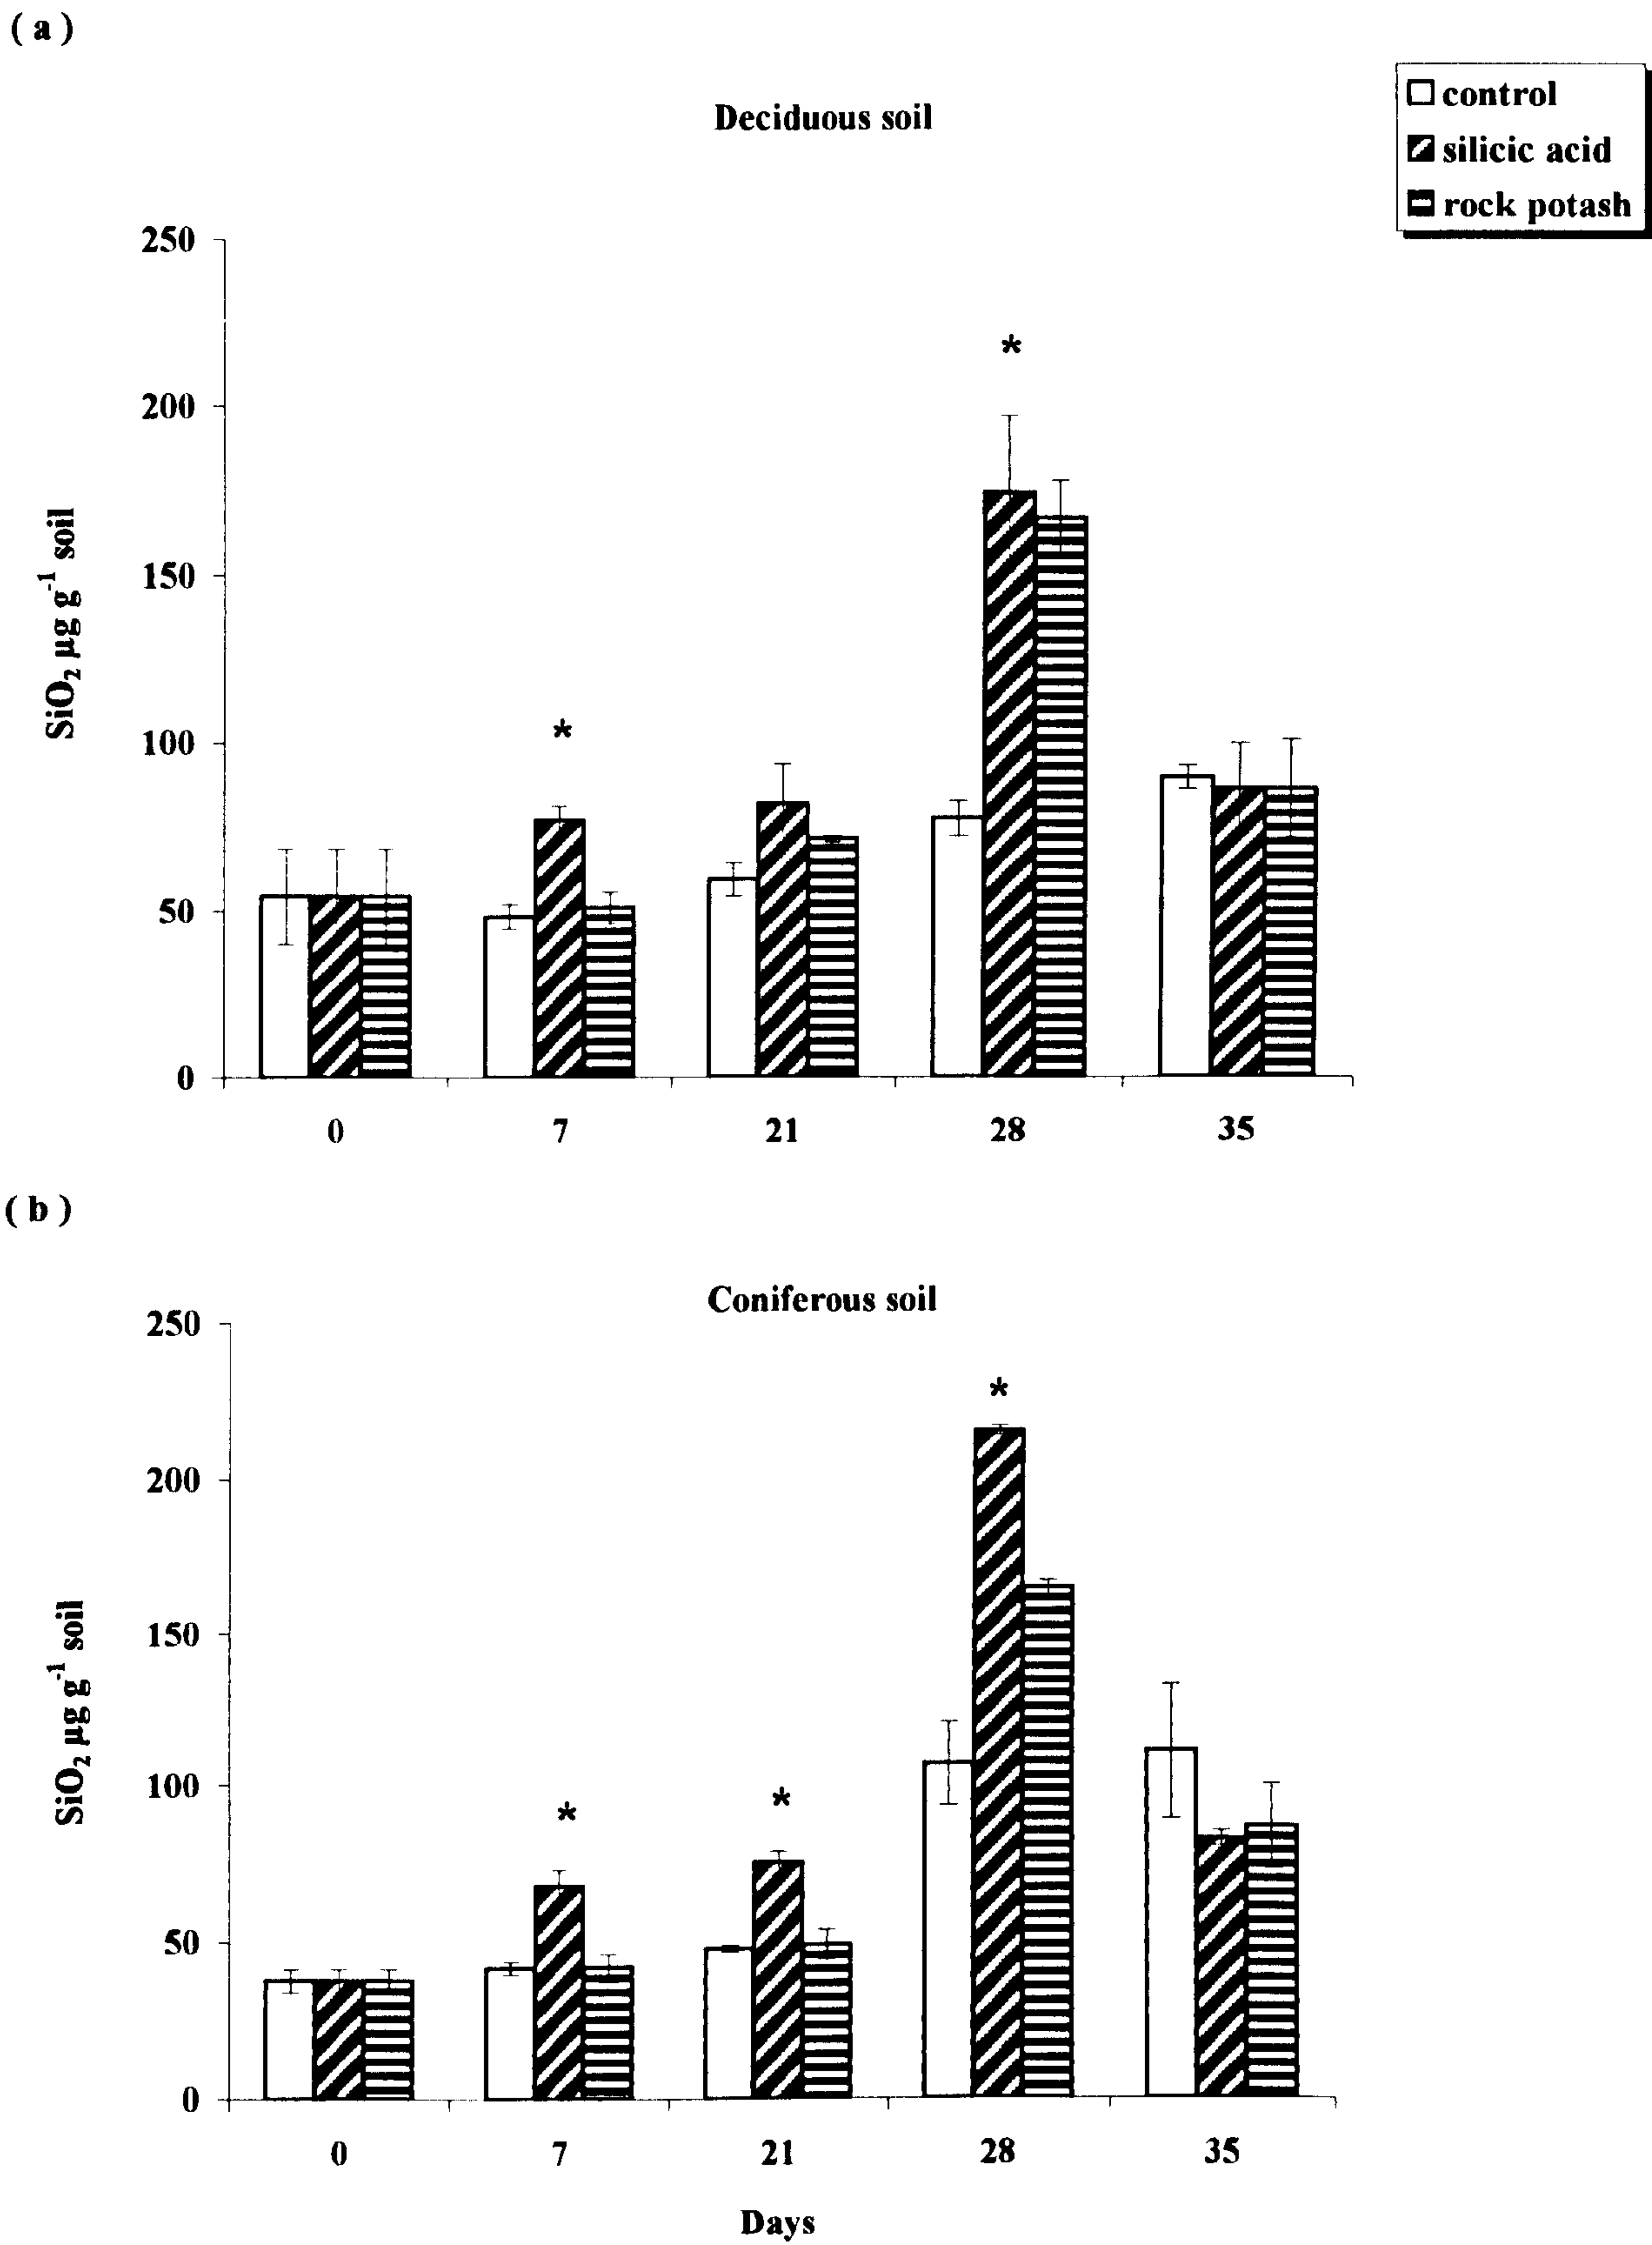 ( a )
control
silicic acid
rock potash
Deciduous soil
250
200
150
100
50
0
SiO₂ µg g⁻¹ soil
*
*
0 7 21 28 35
( b )
Coniferous soil
250
200
150
100
50
0
SiO₂ µg g⁻¹ soil
*
*
*
0 7 21 28 35
Days